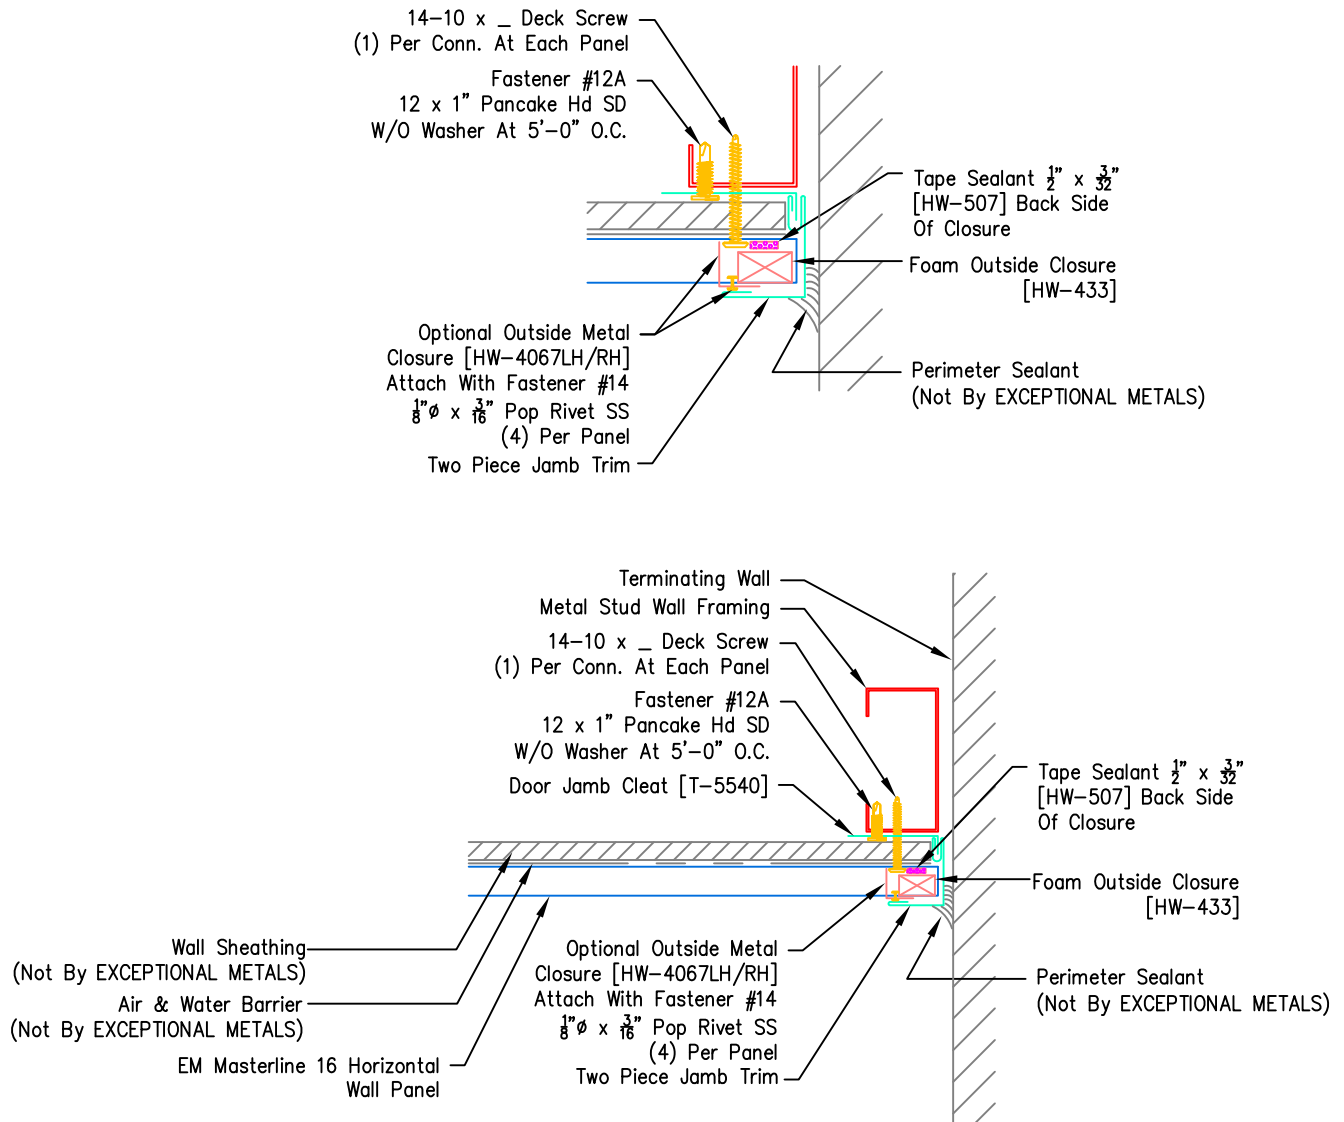 14-10 x _ Deck Screw
(1) Per Conn. At Each Panel
Fastener #12A
12 x 1" Pancake Hd SD
W/O Washer At 5'-0" O.C.
Tape Sealant 1/2" x 3/32"
[HW-507] Back Side
Of Closure
Foam Outside Closure
[HW-433]
Optional Outside Metal
Closure [HW-4067LH/RH]
Attach With Fastener #14
1/8"ø x 3/16" Pop Rivet SS
(4) Per Panel
Two Piece Jamb Trim
Perimeter Sealant
(Not By EXCEPTIONAL METALS)
Terminating Wall
Metal Stud Wall Framing
14-10 x _ Deck Screw
(1) Per Conn. At Each Panel
Fastener #12A
12 x 1" Pancake Hd SD
W/O Washer At 5'-0" O.C.
Door Jamb Cleat [T-5540]
Tape Sealant 1/2" x 3/32"
[HW-507] Back Side
Of Closure
Foam Outside Closure
[HW-433]
Wall Sheathing
(Not By EXCEPTIONAL METALS)
Air & Water Barrier
(Not By EXCEPTIONAL METALS)
EM Masterline 16 Horizontal
Wall Panel
Optional Outside Metal
Closure [HW-4067LH/RH]
Attach With Fastener #14
1/8"ø x 3/16" Pop Rivet SS
(4) Per Panel
Two Piece Jamb Trim
Perimeter Sealant
(Not By EXCEPTIONAL METALS)